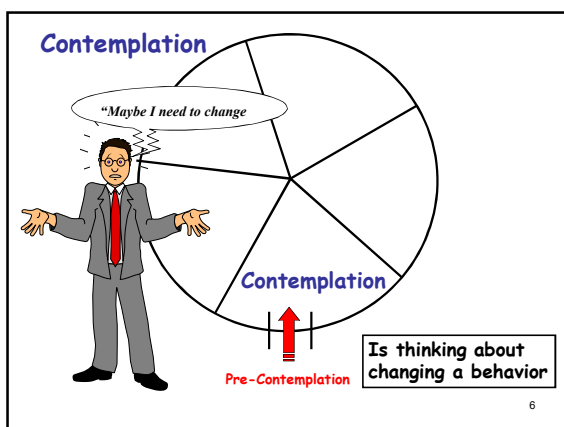 Contemplation
“Maybe I need to change
Contemplation
Pre-Contemplation
Is thinking about
changing a behavior
6